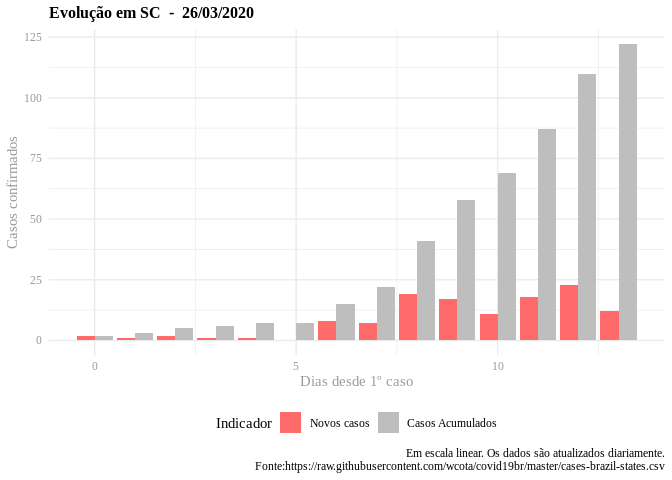 Evolução em SC  -  26/03/2020
125
100
75
50
25
0
Casos confirmados
0
5
10
Dias desde 1º caso
Indicador
Novos casos
Casos Acumulados
Em escala linear. Os dados são atualizados diariamente.
Fonte:https://raw.githubusercontent.com/wcota/covid19br/master/cases-brazil-states.csv